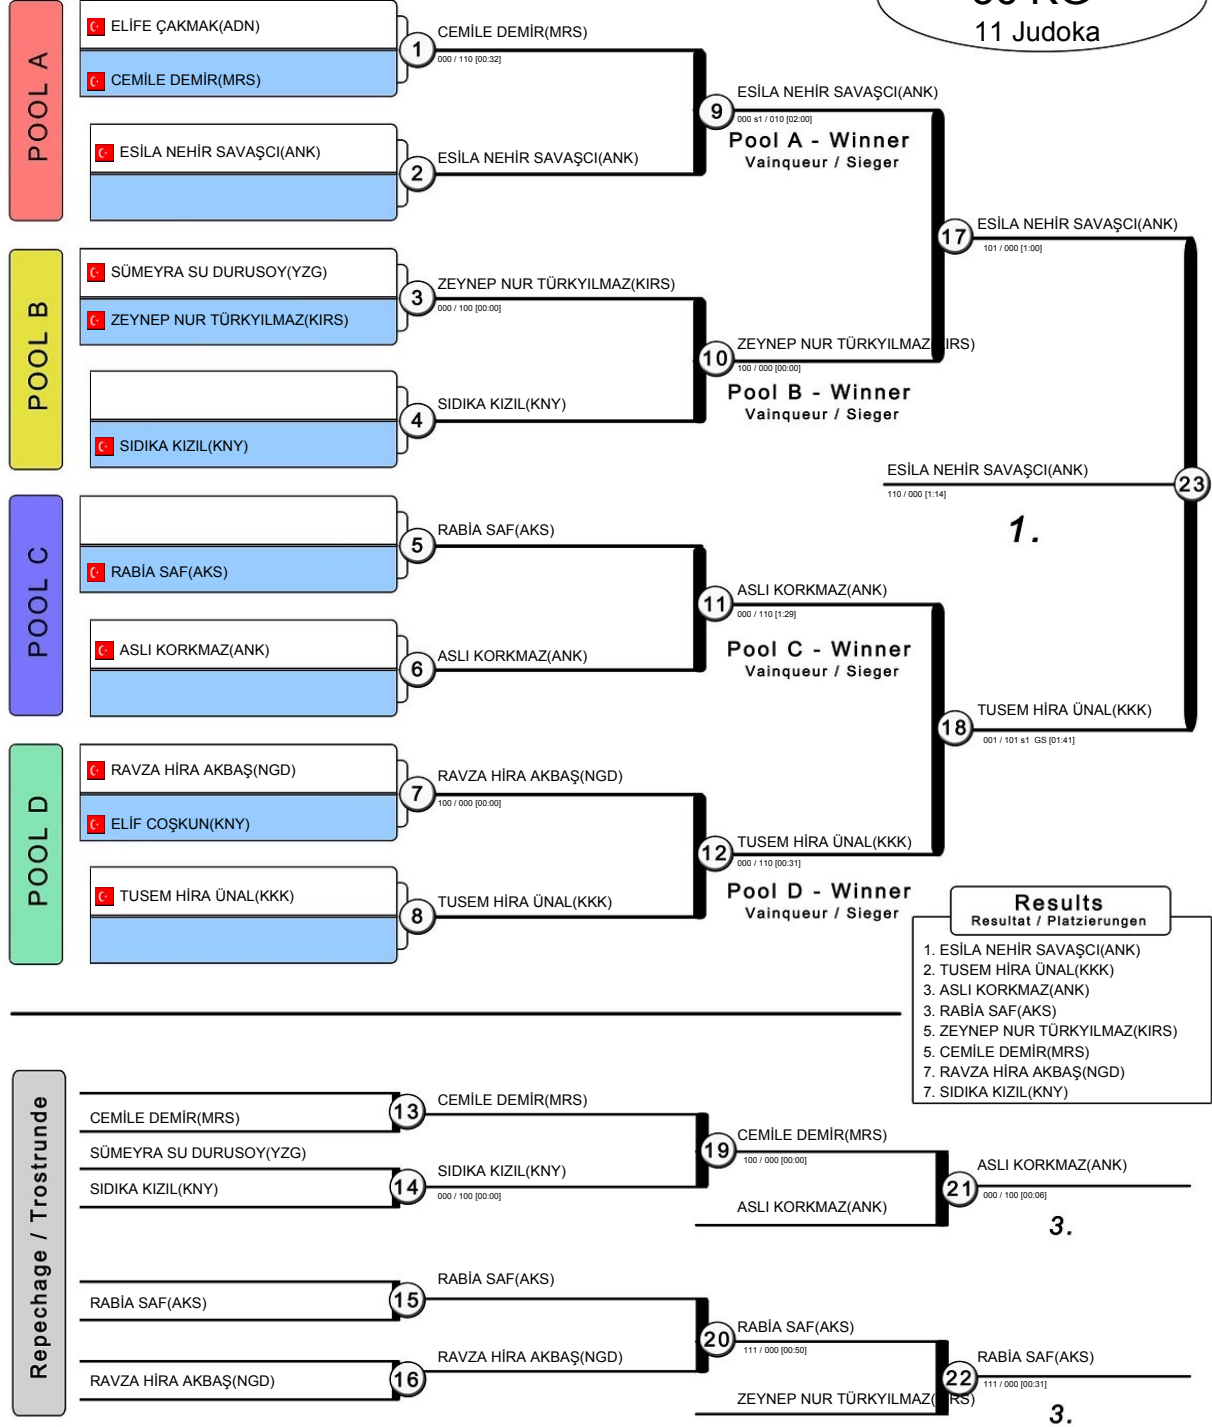 11 Judoka
POOL A
ELİFE ÇAKMAK(ADN)
CEMİLE DEMİR(MRS)
1
CEMİLE DEMİR(MRS)
000 / 110 [00:32]
ESİLA NEHİR SAVAŞCI(ANK)
2
ESİLA NEHİR SAVAŞCI(ANK)
9
ESİLA NEHİR SAVAŞCI(ANK)
000 s1 / 010 [02:00]
Pool A - Winner
Vainqueur / Sieger
POOL B
SÜMEYRA SU DURUSOY(YZG)
ZEYNEP NUR TÜRKYILMAZ(KIRS)
3
ZEYNEP NUR TÜRKYILMAZ(KIRS)
000 / 100 [00:00]
SIDIKA KIZIL(KNY)
4
SIDIKA KIZIL(KNY)
10
ZEYNEP NUR TÜRKYILMAZ(KIRS)
100 / 000 [00:00]
Pool B - Winner
Vainqueur / Sieger
17
ESİLA NEHİR SAVAŞCI(ANK)
101 / 000 [1:00]
ESİLA NEHİR SAVAŞCI(ANK)
110 / 000 [1:14]
23
1.
POOL C
RABİA SAF(AKS)
5
RABİA SAF(AKS)
ASLI KORKMAZ(ANK)
6
ASLI KORKMAZ(ANK)
11
ASLI KORKMAZ(ANK)
000 / 110 [1:29]
Pool C - Winner
Vainqueur / Sieger
18
TUSEM HİRA ÜNAL(KKK)
001 / 101 s1 GS [01:41]
POOL D
RAVZA HİRA AKBAŞ(NGD)
ELİF COŞKUN(KNY)
7
RAVZA HİRA AKBAŞ(NGD)
100 / 000 [00:00]
TUSEM HİRA ÜNAL(KKK)
8
TUSEM HİRA ÜNAL(KKK)
12
TUSEM HİRA ÜNAL(KKK)
000 / 110 [00:31]
Pool D - Winner
Vainqueur / Sieger
Results
Resultat / Platzierungen
1. ESİLA NEHİR SAVAŞCI(ANK)
2. TUSEM HİRA ÜNAL(KKK)
3. ASLI KORKMAZ(ANK)
3. RABİA SAF(AKS)
5. ZEYNEP NUR TÜRKYILMAZ(KIRS)
5. CEMİLE DEMİR(MRS)
7. RAVZA HİRA AKBAŞ(NGD)
7. SIDIKA KIZIL(KNY)
Repechage / Trostrunde
CEMİLE DEMİR(MRS)
13
CEMİLE DEMİR(MRS)
SÜMEYRA SU DURUSOY(YZG)
SIDIKA KIZIL(KNY)
14
SIDIKA KIZIL(KNY)
000 / 100 [00:00]
19
CEMİLE DEMİR(MRS)
100 / 000 [00:00]
ASLI KORKMAZ(ANK)
21
ASLI KORKMAZ(ANK)
000 / 100 [00:06]
3.
RABİA SAF(AKS)
15
RABİA SAF(AKS)
RAVZA HİRA AKBAŞ(NGD)
16
RAVZA HİRA AKBAŞ(NGD)
20
RABİA SAF(AKS)
111 / 000 [00:50]
ZEYNEP NUR TÜRKYILMAZ(KIRS)
22
RABİA SAF(AKS)
111 / 000 [00:31]
3.